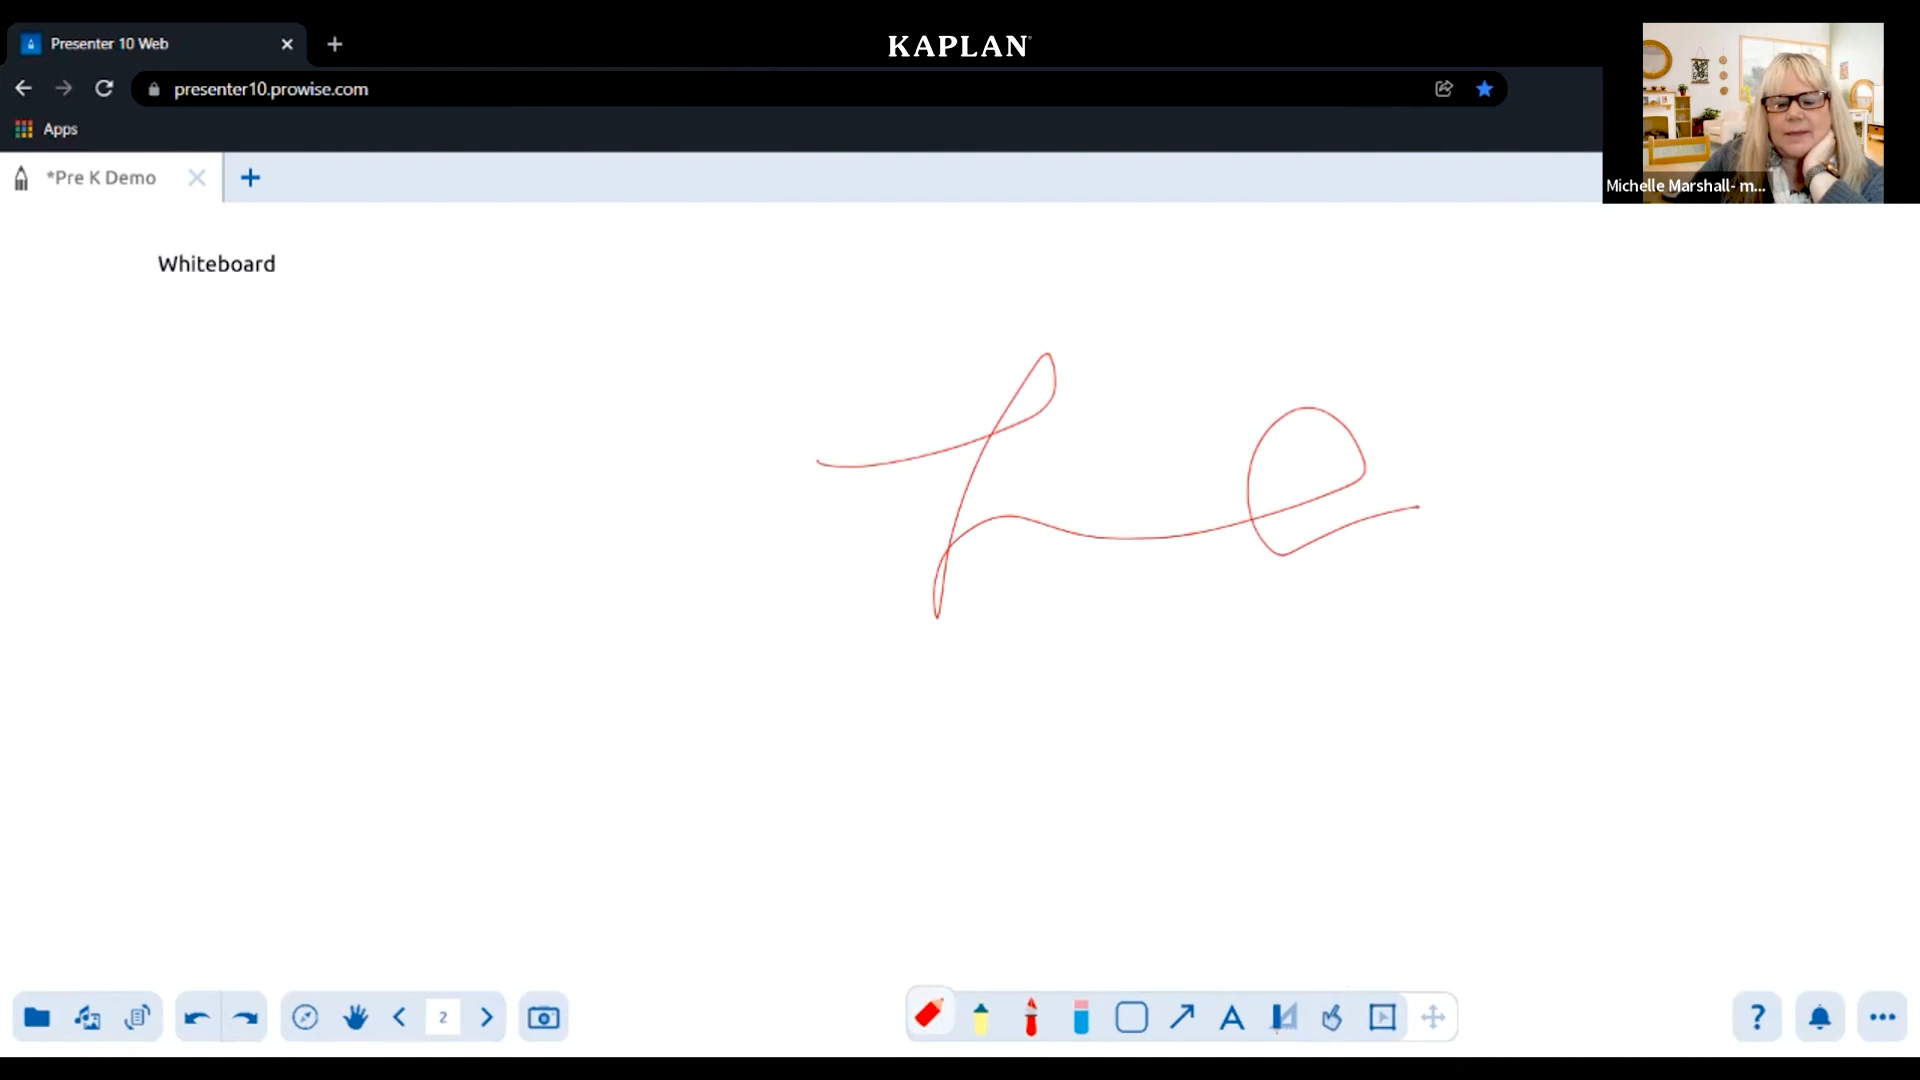 Presenter 10 Web
KAPLAN
presenter10.prowise.com
Apps
Michelle Marshall- m...
*Pre K Demo
Whiteboard
2